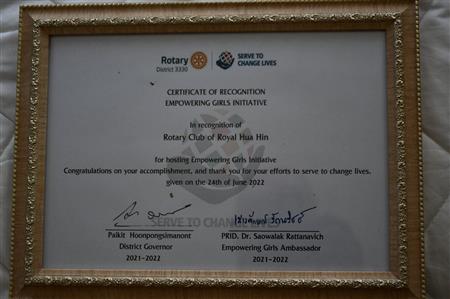 Rotary
District 3330
SERVE TO
CHANGE LIVES
CERTIFICATE OF RECOGNITION
EMPOWERING GIRLS INITIATIVE
In recognition of
Rotary Club of Royal Hua Hin
for hosting Empowering Girls Initiative
Congratulations on your accomplishment, and thank you for your efforts to serve to change lives.
given on the 24th of June 2022
SERVE TO
CHANGE LIVES
Paikit Hoonpongsimanont
District Governor
2021-2022
PRID. Dr. Saowalak Rattanavich
Empowering Girls Ambassador
2021-2022